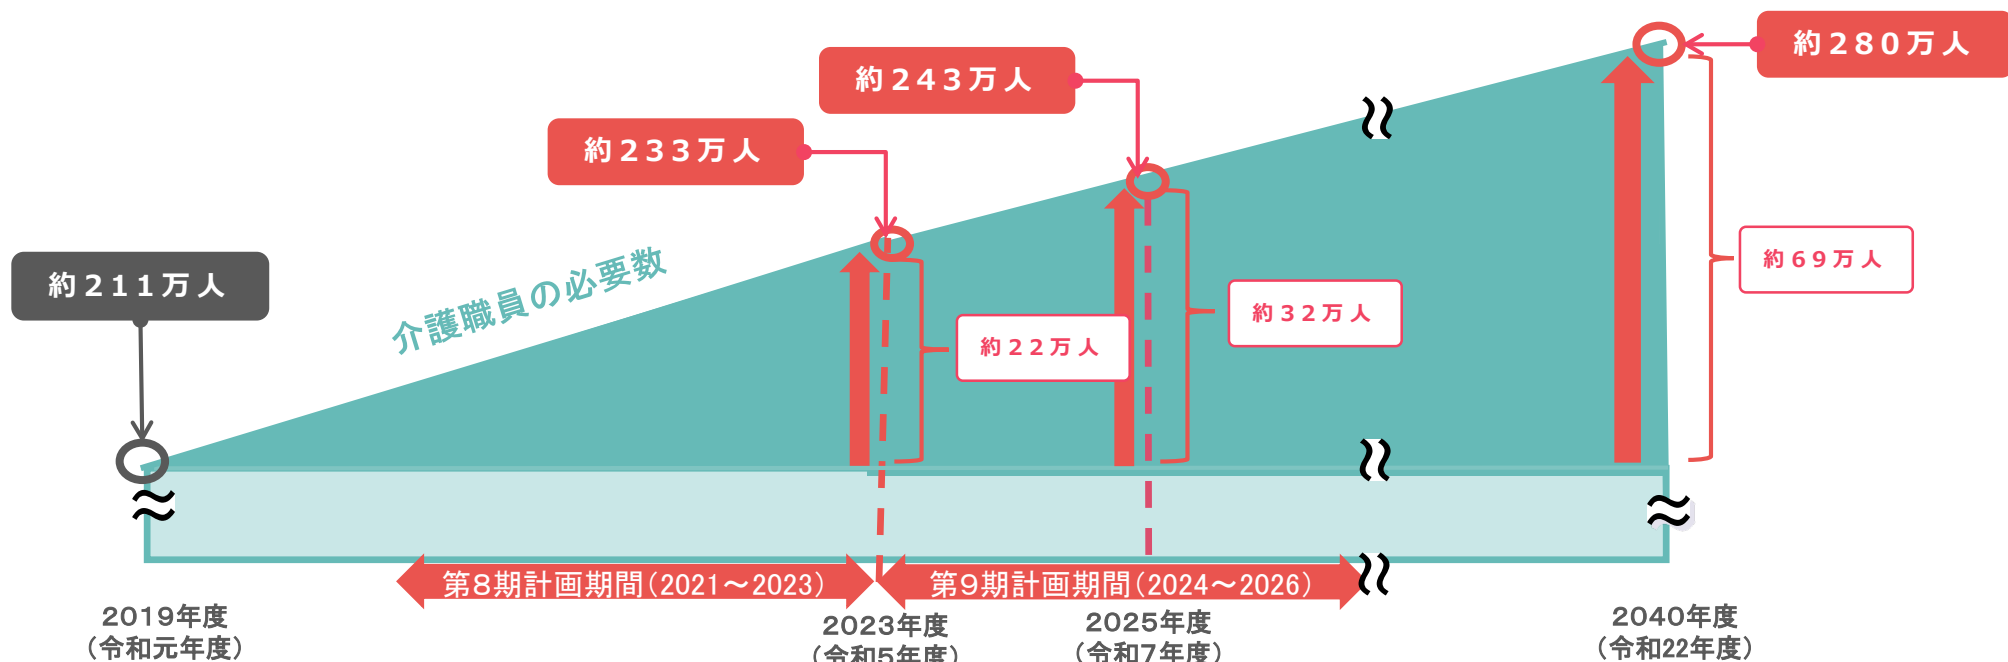 約280万人
約243万人
約233万人
約211万人
介護職員の必要数
約69万人
約32万人
約22万人
第8期計画期間(2021〜2023)
第9期計画期間(2024〜2026)
2019年度
(令和元年度)
2023年度
(令和5年度)
2025年度
(令和7年度)
2040年度
(令和22年度)